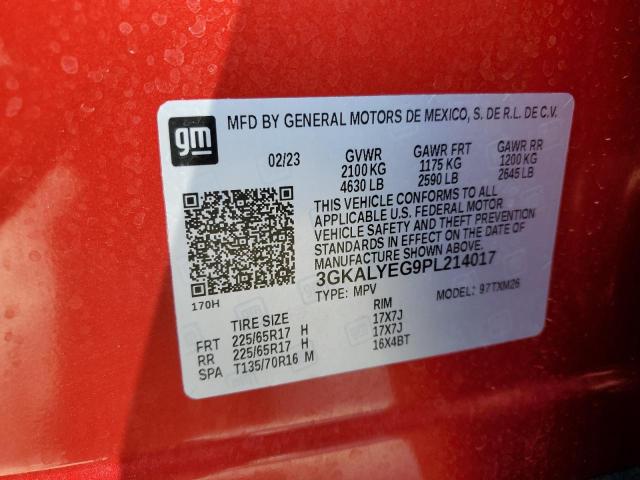 gm
MFD BY GENERAL MOTORS DE MEXICO, S. DE R.L. DE C.V.
02/23 GVWR GAWR FRT GAWR RR
2100 KG 1175 KG 1200 KG
4630 LB 2590 LB 2645 LB
THIS VEHICLE CONFORMS TO ALL
APPLICABLE U.S. FEDERAL MOTOR
VEHICLE SAFETY AND THEFT PREVENTION
STANDARDS IN EFFECT ON THE DATE OF
MANUFACTURE SHOWN ABOVE.
3GKALYEG9PL214017
170H
TYPE: MPV MODEL: 97TXM26
TIRE SIZE RIM
FRT 225/65R17 H 17X7J
RR 225/65R17 H 17X7J
SPA T135/70R16 M 16X4BT